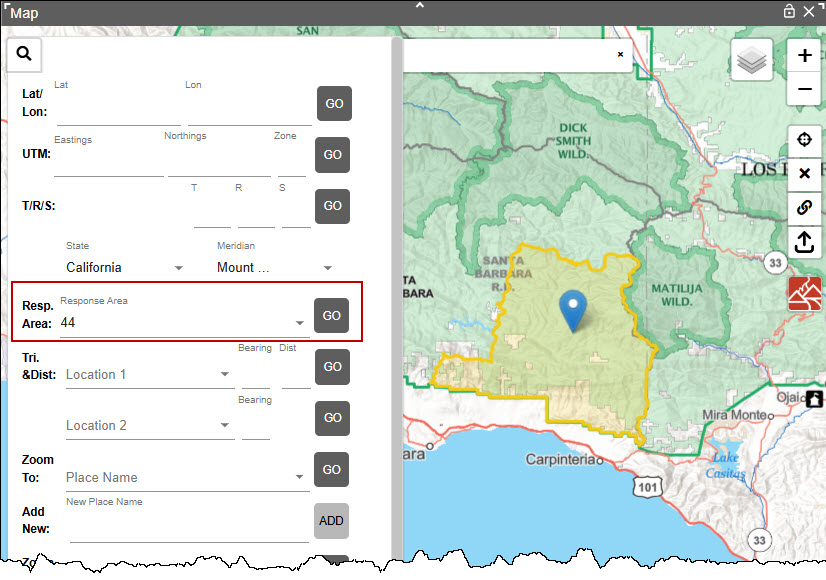 Map
Lat/
Lon:
Lat
Lon
GO
UTM:
Eastings
Northings
Zone
GO
T/R/S:
T
R
S
GO
State
California
Meridian
Mount ...
Resp.
Area:
Response Area
44
GO
Tri.
&Dist:
Location 1
Bearing
Dist
GO
Location 2
Bearing
GO
Zoom
To:
Place Name
GO
Add
New:
New Place Name
ADD
SAN
DICK
SMITH
WILD.
LOS
33
SANTA
BARBARA
R.D.
TA
BARBARA
MATILIJA
WILD.
Ojai
Mira Monte
ara
Carpinteria
Lake
Casitas
101
33